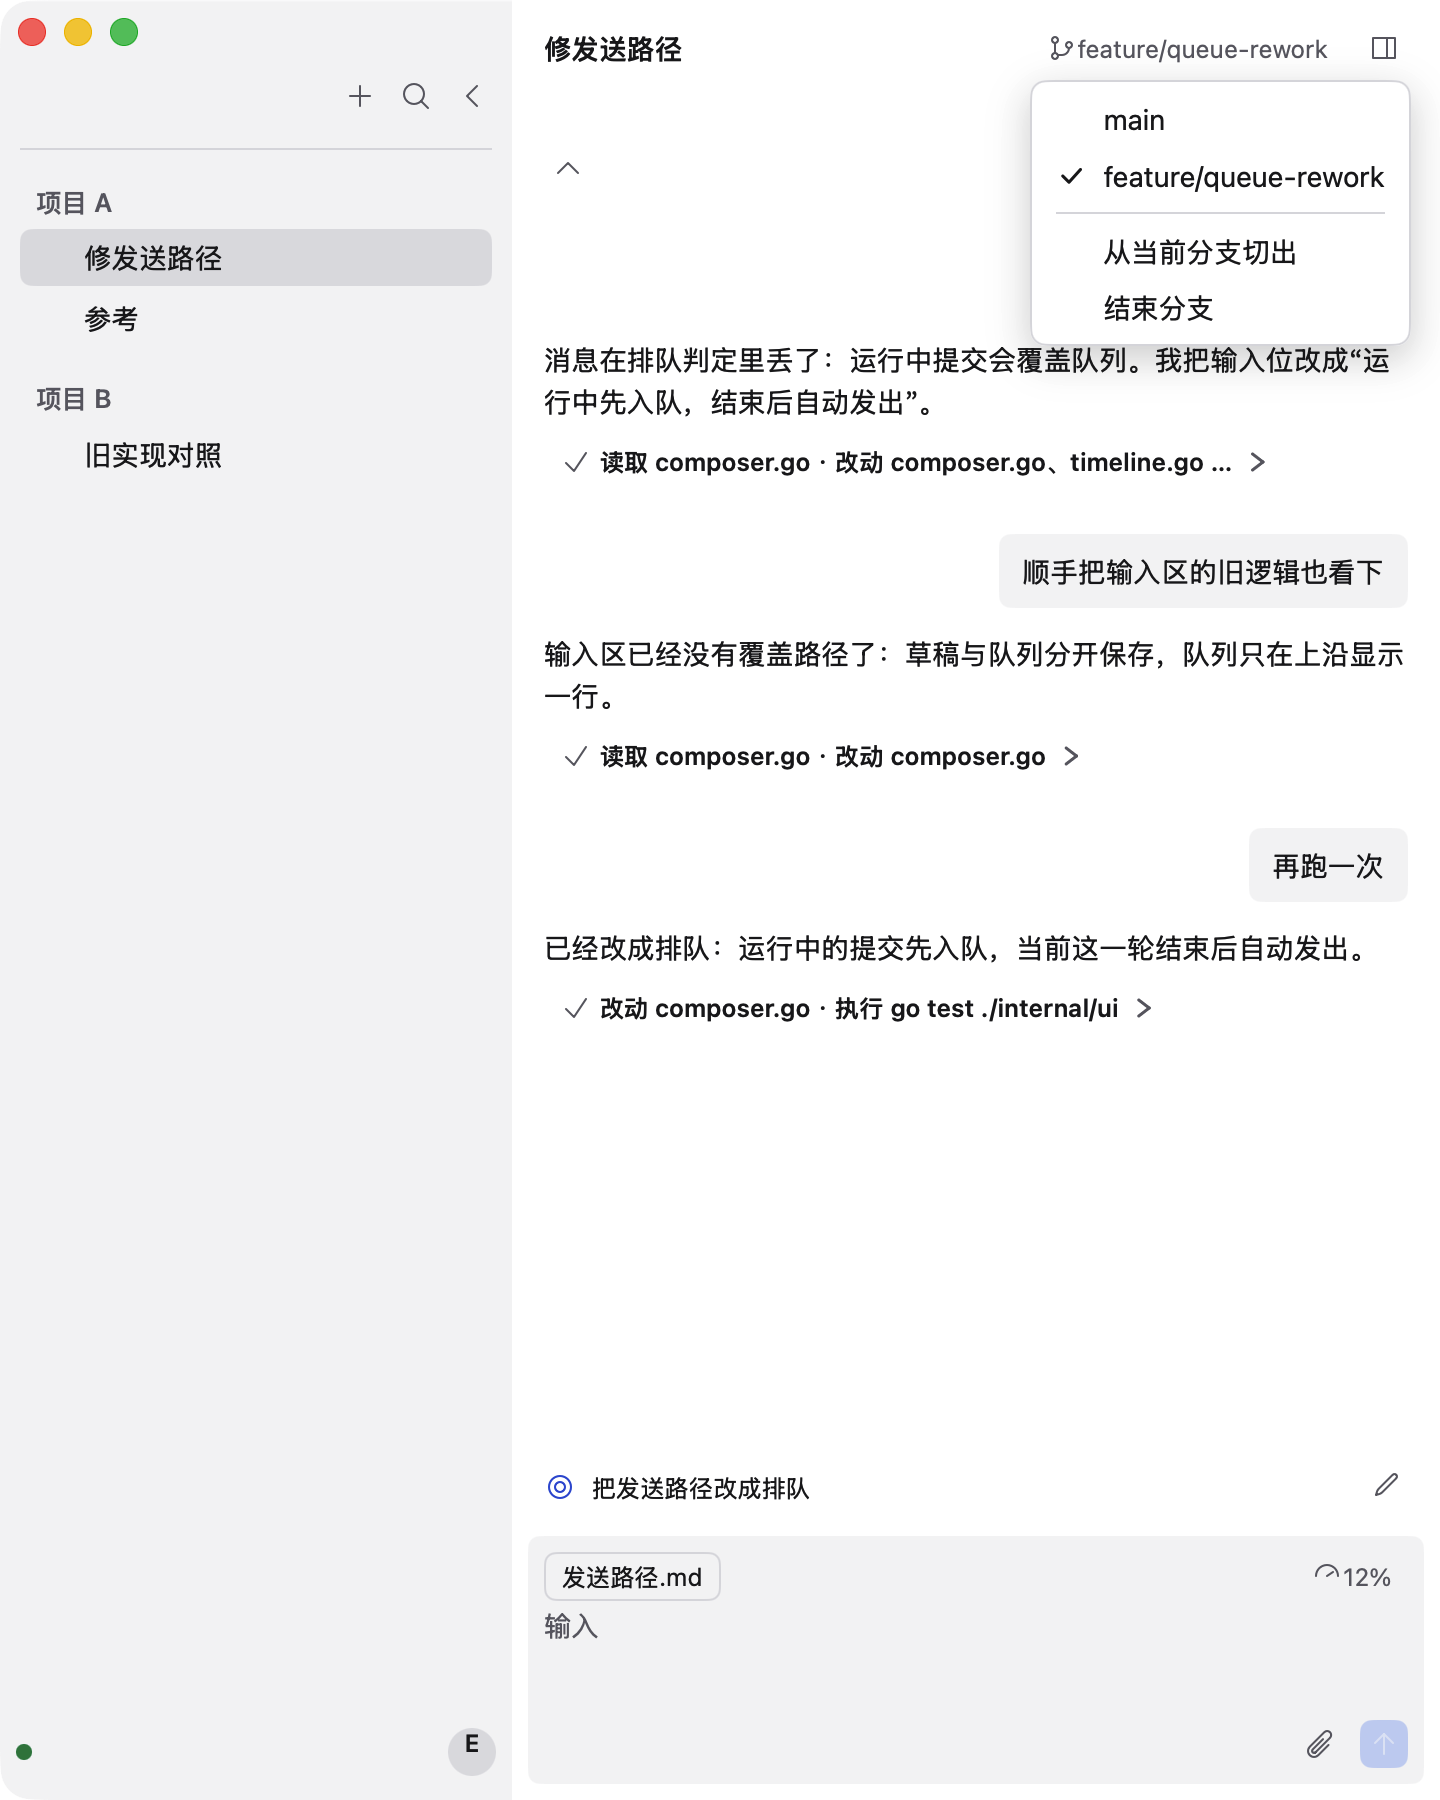 项目 A
修发送路径
参考
项目 B
旧实现对照
E
修发送路径
feature/queue-rework
main
feature/queue-rework
从当前分支切出
结束分支
消息在排队判定里丢了：运行中提交会覆盖队列。我把输入位改成“运
行中先入队，结束后自动发出”。
读取 composer.go · 改动 composer.go、timeline.go ...
顺手把输入区的旧逻辑也看下
输入区已经没有覆盖路径了：草稿与队列分开保存，队列只在上沿显示
一行。
读取 composer.go · 改动 composer.go
再跑一次
已经改成排队：运行中的提交先入队，当前这一轮结束后自动发出。
改动 composer.go · 执行 go test ./internal/ui
把发送路径改成排队
发送路径.md
12%
输入